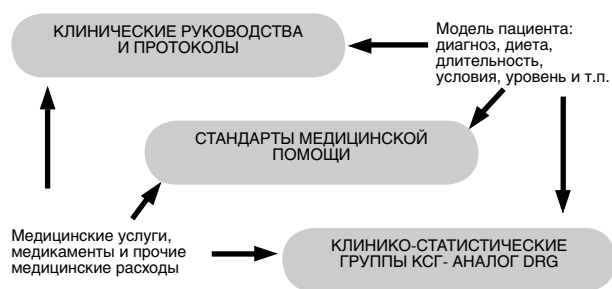 КЛИНИЧЕСКИЕ РУКОВОДСТВА
И ПРОТОКОЛЫ
Модель пациента:
диагноз, диета,
длительность,
условия, уровень и т.п.
СТАНДАРТЫ МЕДИЦИНСКОЙ
ПОМОЩИ
Медицинские услуги,
медикаменты и прочие
медицинские расходы
КЛИНИКО-СТАТИСТИЧЕСКИЕ
ГРУППЫ КСГ- АНАЛОГ DRG